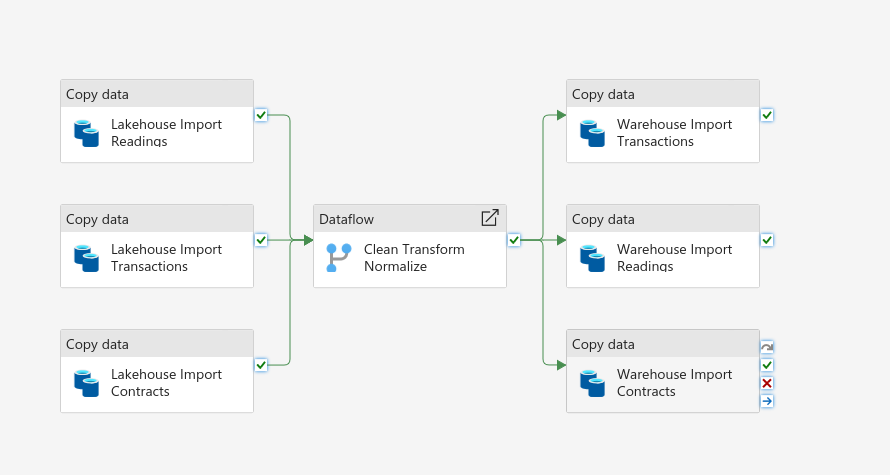 Copy data
Lakehouse Import
Readings
Copy data
Lakehouse Import
Transactions
Copy data
Lakehouse Import
Contracts
Dataflow
Clean Transform
Normalize
Copy data
Warehouse Import
Transactions
Copy data
Warehouse Import
Readings
Copy data
Warehouse Import
Contracts